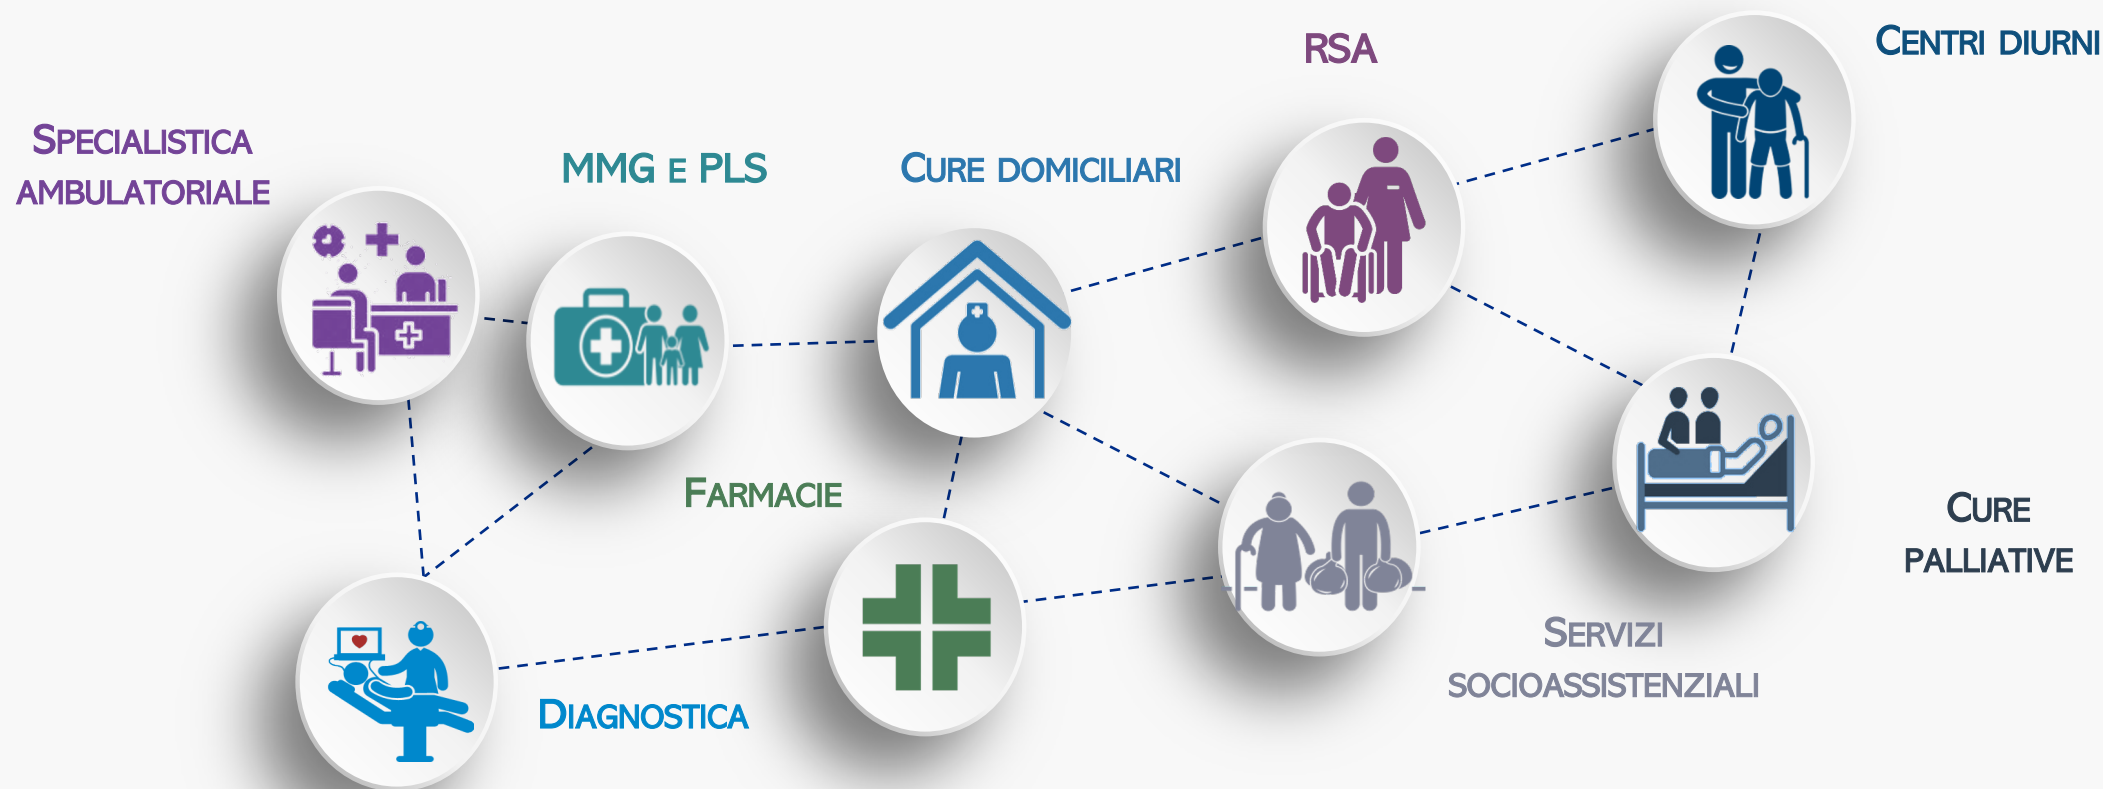 RSA
CENTRI DIURNI
SPECIALISTICA
AMBULATORIALE
MMG E PLS
CURE DOMICILIARI
FARMACIE
CURE
PALLIATIVE
SERVIZI
SOCIOASSISTENZIALI
DIAGNOSTICA